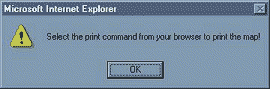 Microsoft Internet Explorer
Select the print command from your browser to print the map!
OK